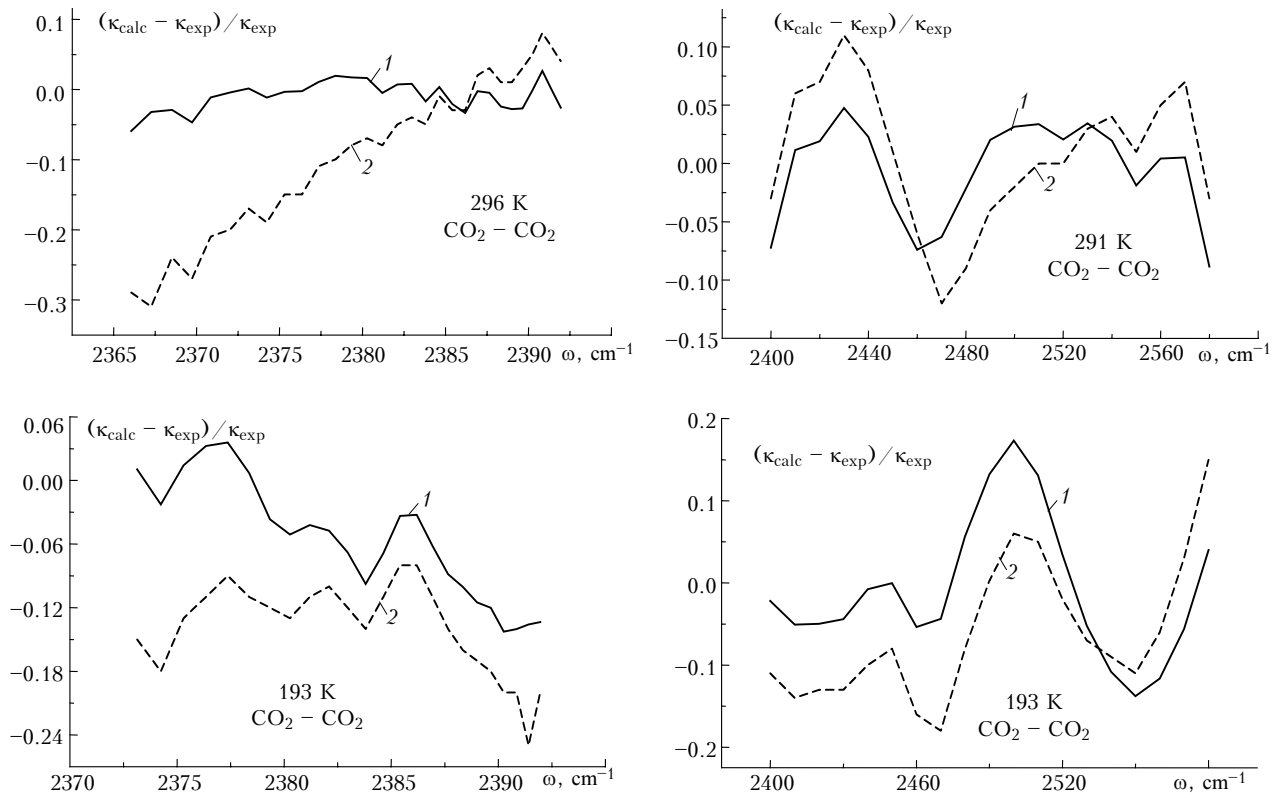 (κcalc − κexp)/κexp
0.1
0.0
−0.1
−0.2
−0.3
1
2
296 K
CO2 − CO2
2365 2370 2375 2380 2385 2390 ω, cm−1
(κcalc − κexp)/κexp
0.10
0.05
0.00
−0.05
−0.10
−0.15
1
2
291 K
CO2 − CO2
2400 2440 2480 2520 2560 ω, cm−1
(κcalc − κexp)/κexp
0.06
0.00
−0.06
−0.12
−0.18
−0.24
1
2
193 K
CO2 − CO2
2370 2375 2380 2385 2390 ω, cm−1
(κcalc − κexp)/κexp
0.2
0.1
0.0
−0.1
−0.2
1
2
193 K
CO2 − CO2
2400 2460 2520 ω, cm−1